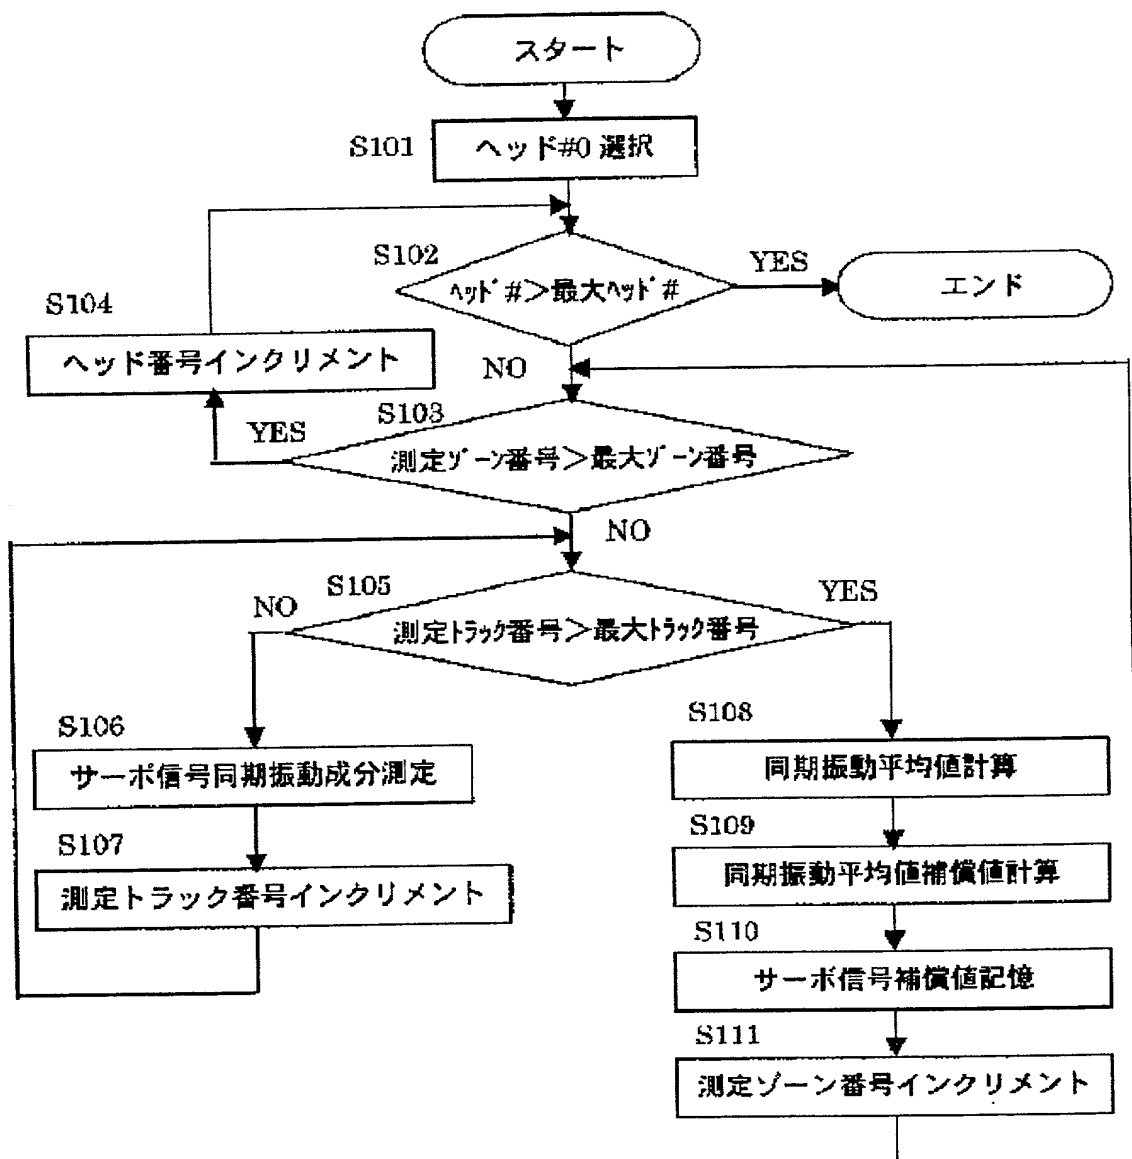 スタート
S101
ヘッド#0 選択
S102
ﾍｯﾄﾞ#＞最大ﾍｯﾄﾞ#
YES
エンド
S104
ヘッド番号インクリメント
NO
S103
YES
測定ｿﾞｰﾝ番号＞最大ｿﾞｰﾝ番号
NO
S105
NO
YES
測定ﾄﾗｯｸ番号＞最大ﾄﾗｯｸ番号
S106
サーボ信号同期振動成分測定
S107
測定トラック番号インクリメント
S108
同期振動平均値計算
S109
同期振動平均値補償値計算
S110
サーボ信号補償値記憶
S111
測定ゾーン番号インクリメント